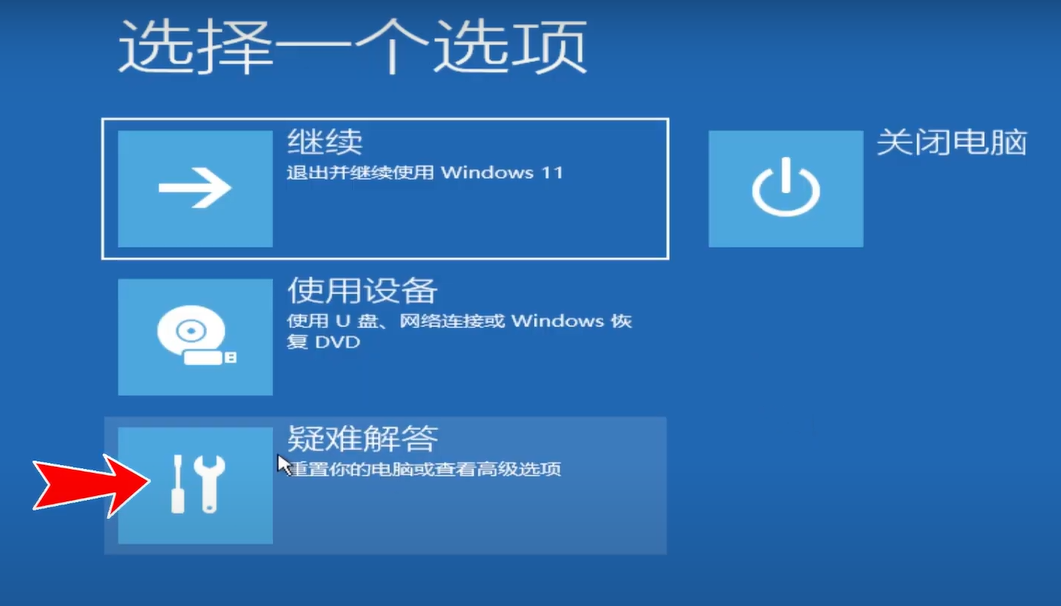 选择一个选项
继续
退出并继续使用 Windows 11
关闭电脑
使用设备
使用 U 盘、网络连接或 Windows 恢
复 DVD
疑难解答
重置你的电脑或查看高级选项